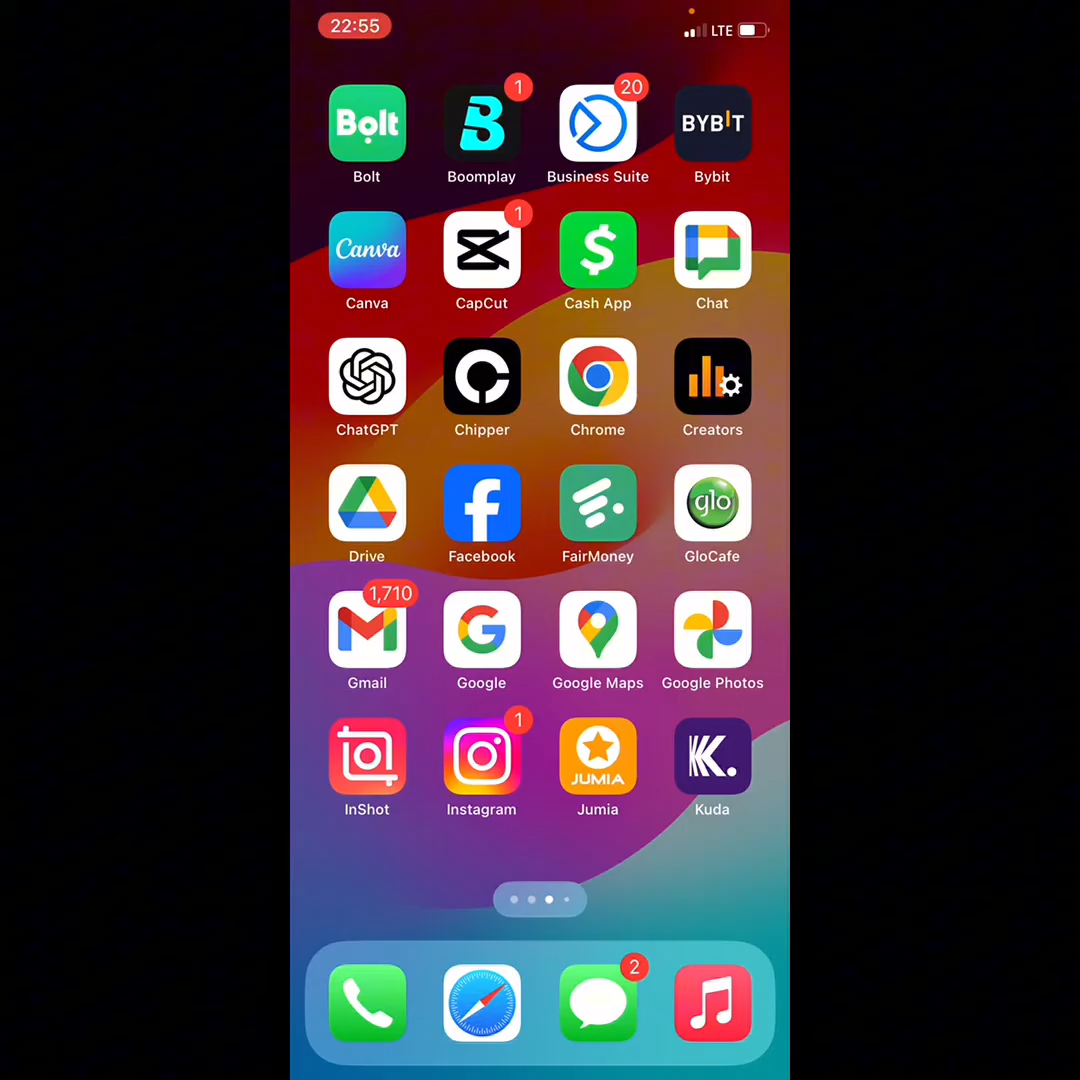 22:55 LTE
1 20
Bolt B BYBIT
Bolt Boomplay Business Suite Bybit
1
Canva $
Canva CapCut Cash App Chat
ChatGPT Chipper Chrome Creators
f glo
Drive Facebook FairMoney GloCafe
1,710
M G
Gmail Google Google Maps Google Photos
1
JUMIA K.
InShot Instagram Jumia Kuda
2